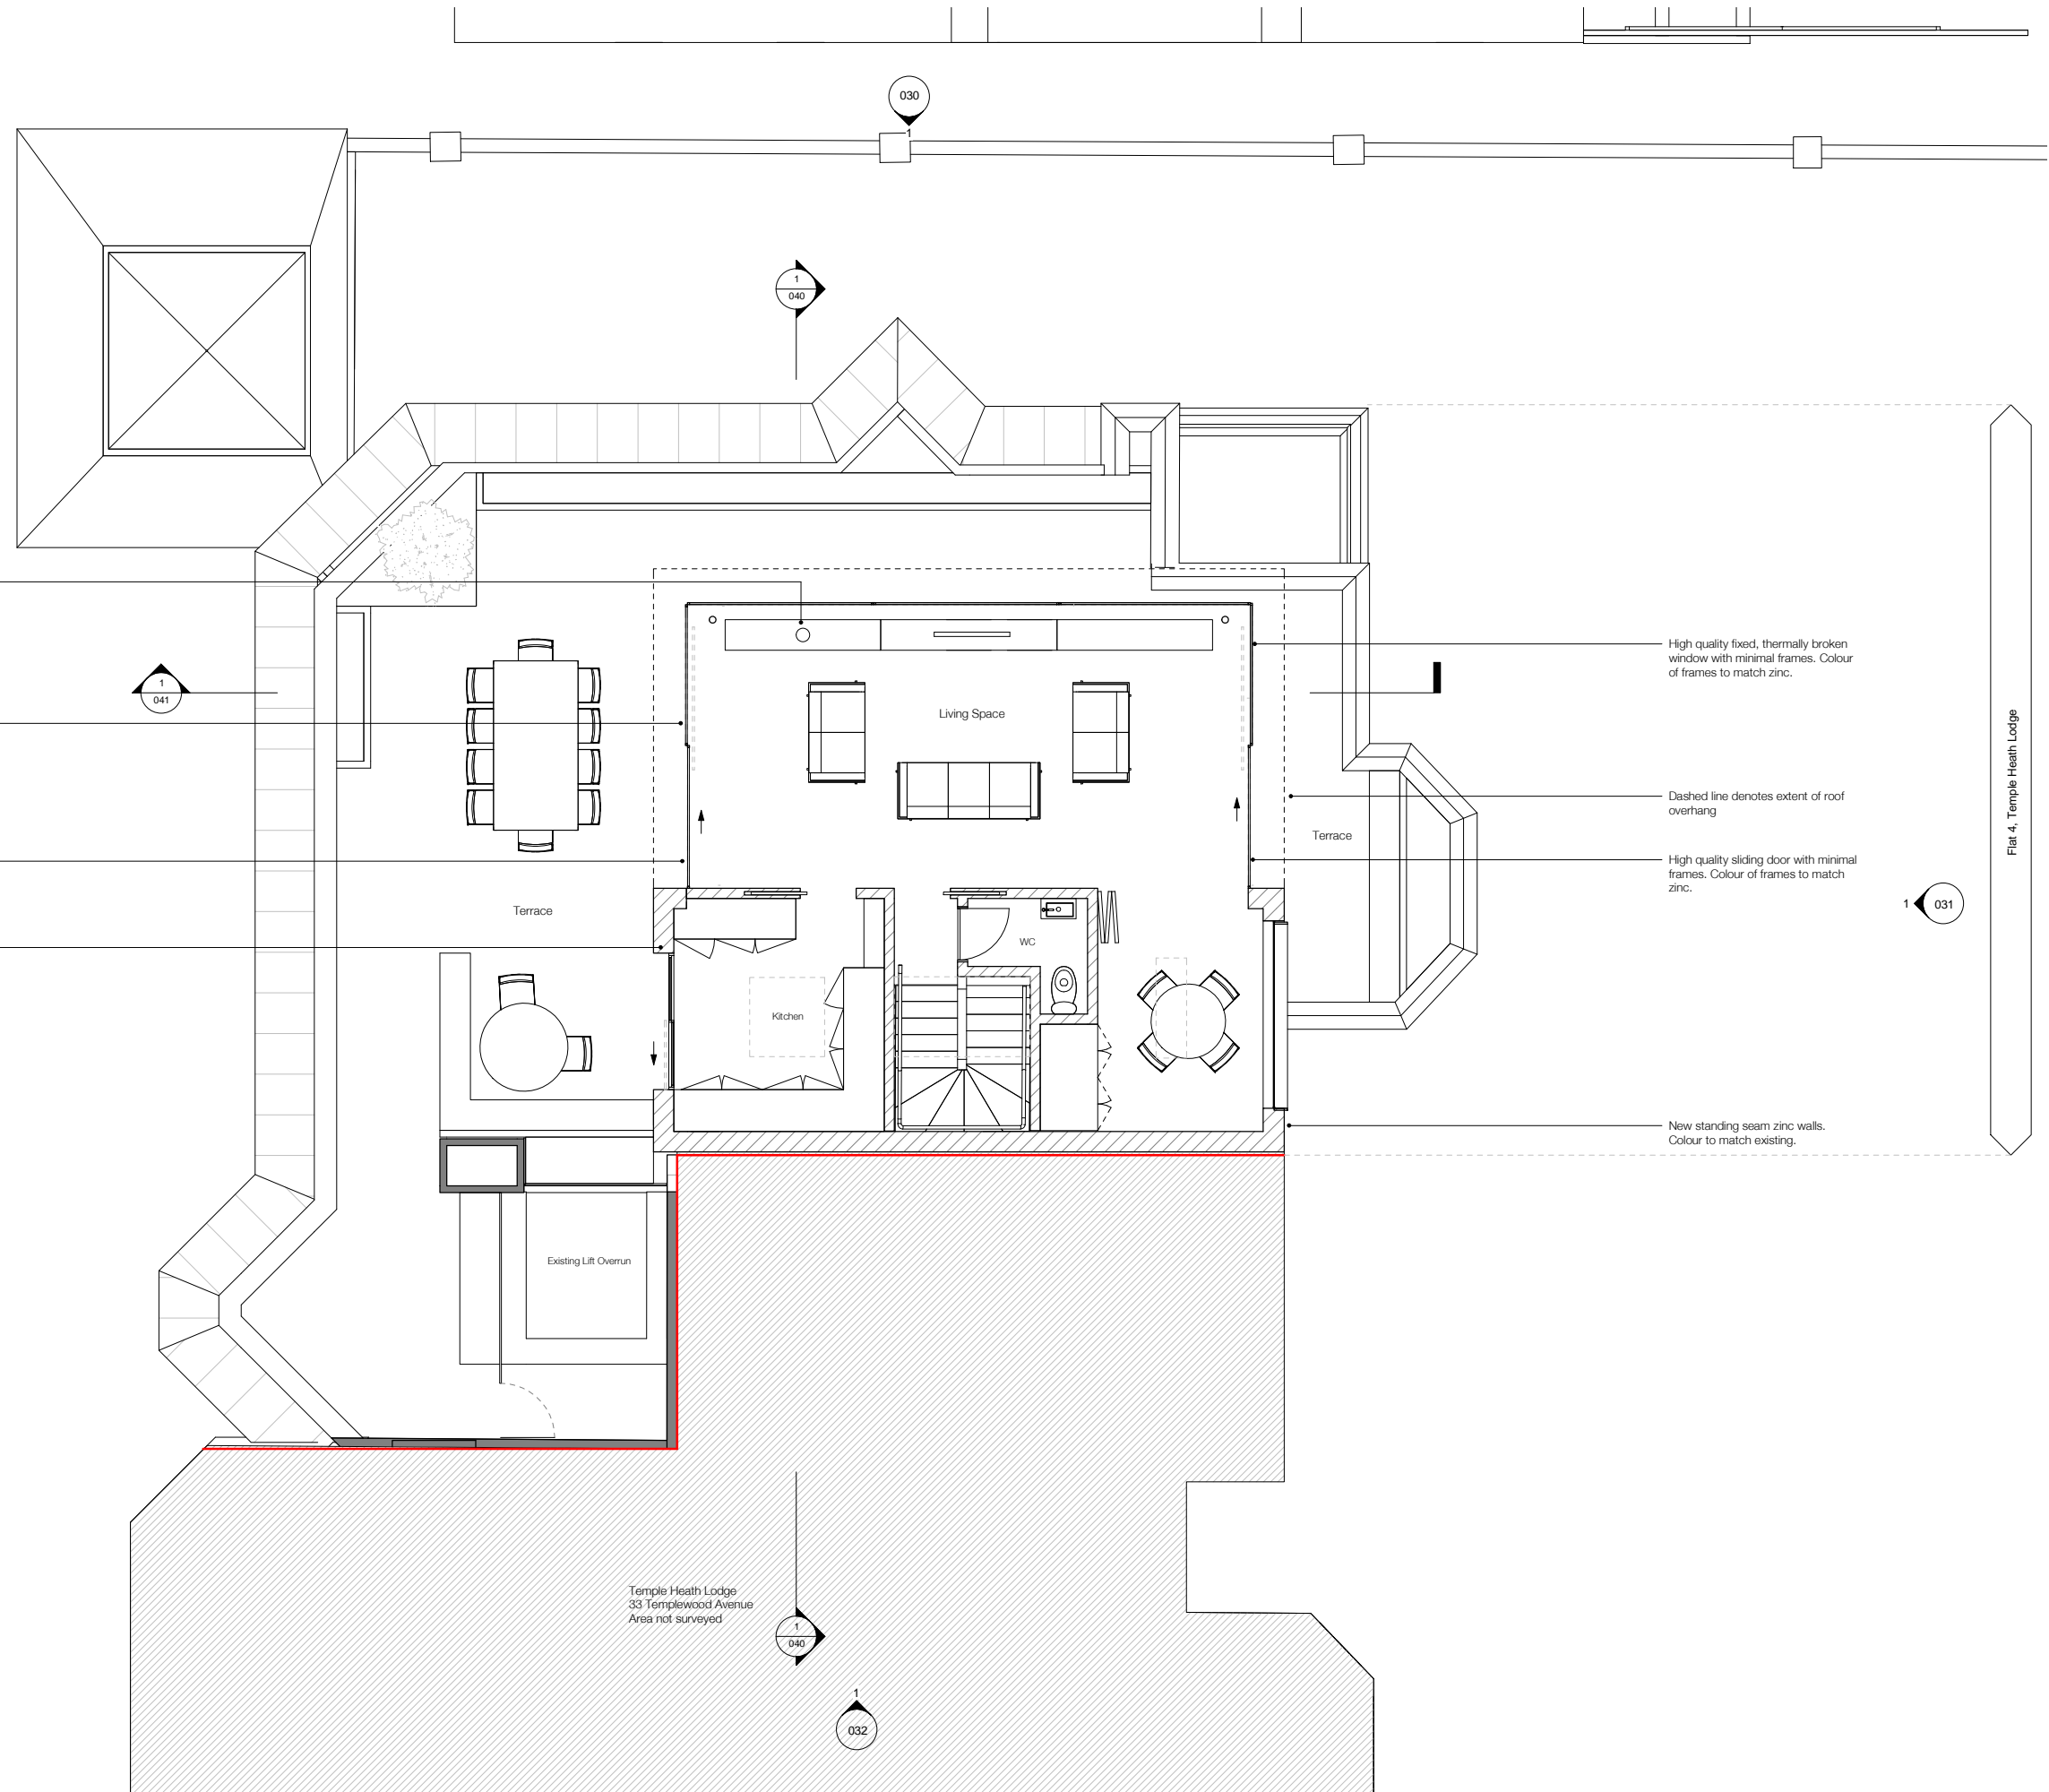 030
1
1
040
High quality fixed, thermally broken
window with minimal frames. Colour
of frames to match zinc.
1
041
Living Space
Flat 4, Temple Heath Lodge
Dashed line denotes extent of roof
overhang
Terrace
High quality sliding door with minimal
frames. Colour of frames to match
zinc.
Terrace
1
031
WC
Kitchen
New standing seam zinc walls.
Colour to match existing.
Existing Lift Overrun
Temple Heath Lodge
33 Templewood Avenue
Area not surveyed
1
040
1
032